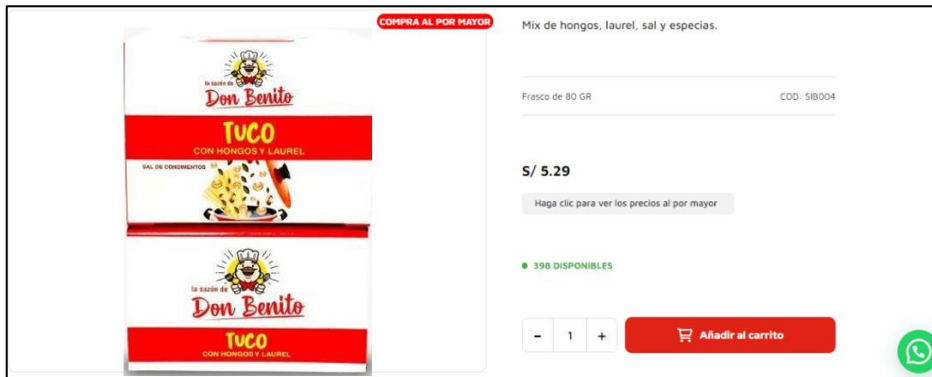 COMPRA AL POR MAYOR
la sazón de
Don Benito
TUCO
CON HONGOS Y LAUREL
SAL DE CONDIMENTOS
la sazón de
Don Benito
TUCO
CON HONGOS Y LAUREL
Mix de hongos, laurel, sal y especias.
Frasco de 80 GR COD: SIB004
S/ 5.29
Haga clic para ver los precios al por mayor
398 DISPONIBLES
- 1 + Añadir al carrito